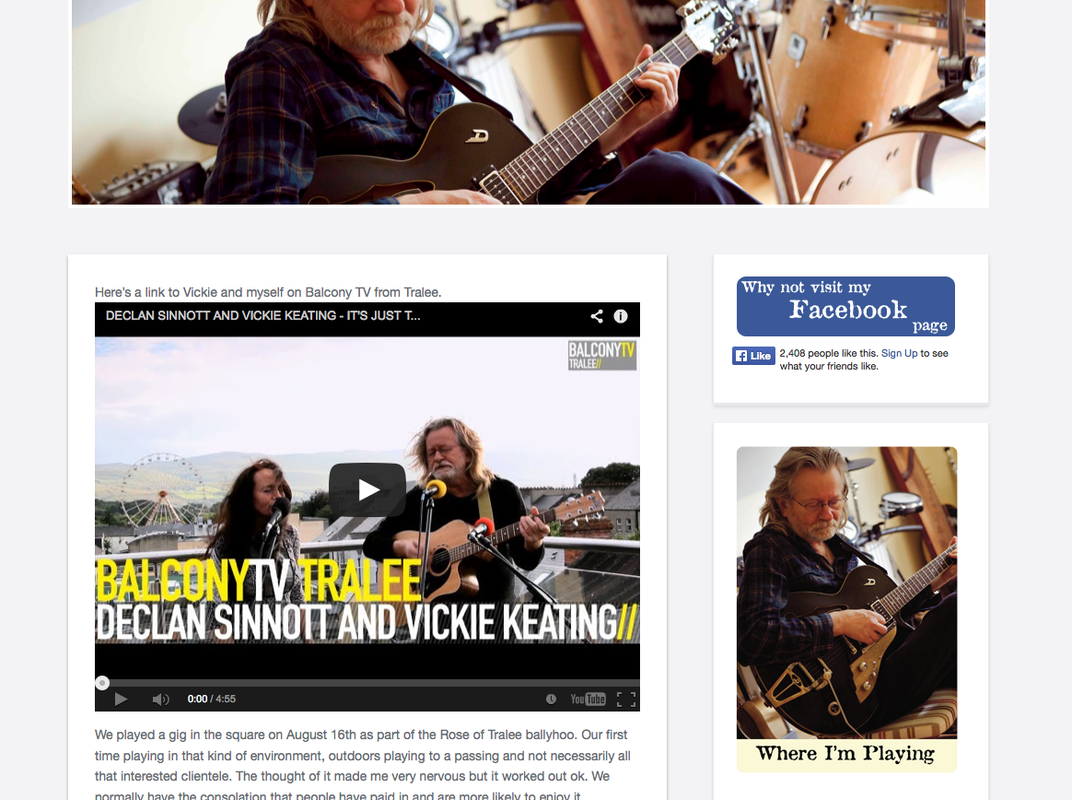 Here's a link to Vickie and myself on Balcony TV from Tralee.
DECLAN SINNOTT AND VICKIE KEATING - IT'S JUST T...
BALCONYTV
TRALEE//
BALCONYTV TRALEE
DECLAN SINNOTT AND VICKIE KEATING//
0:00 / 4:55
YouTube
We played a gig in the square on August 16th as part of the Rose of Tralee ballyhoo. Our first
time playing in that kind of environment, outdoors playing to a passing and not necessarily all
that interested clientele. The thought of it made me very nervous but it worked out ok. We
normally have the consolation that people have paid in and are more likely to enjoy it
Why not visit my
Facebook
page
Like
2,408 people like this. Sign Up to see
what your friends like.
Where I'm Playing